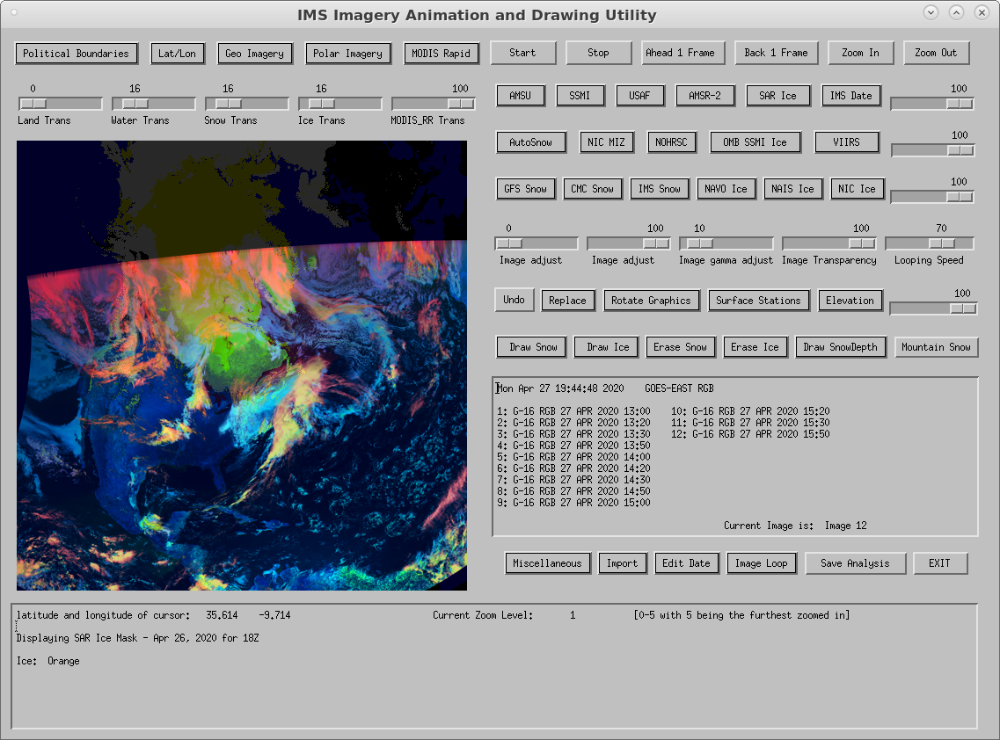 IMS Imagery Animation and Drawing Utility
Political Boundaries Lat/Lon Geo Imagery Polar Imagery MODIS Rapid Start Stop Ahead 1 Frame Back 1 Frame Zoom In Zoom Out
0 16 16 16 100
Land Trans Water Trans Snow Trans Ice Trans MODIS_RR Trans
AMSU SSMI USAF AMSR-2 SAR Ice IMS Date 100
AutoSnow NIC MIZ NOHRSC OMB SSMI Ice VIIRS 100
GFS Snow CMC Snow IMS Snow NAVO Ice NAIS Ice NIC Ice 100
0 100 10 100 70
Image adjust Image adjust Image gamma adjust Image Transparency Looping Speed
Undo Replace Rotate Graphics Surface Stations Elevation 100
Draw Snow Draw Ice Erase Snow Erase Ice Draw SnowDepth Mountain Snow
Mon Apr 27 19:44:48 2020 GOES-EAST RGB
1: G-16 RGB 27 APR 2020 13:00 10: G-16 RGB 27 APR 2020 15:20
2: G-16 RGB 27 APR 2020 13:20 11: G-16 RGB 27 APR 2020 15:30
3: G-16 RGB 27 APR 2020 13:30 12: G-16 RGB 27 APR 2020 15:50
4: G-16 RGB 27 APR 2020 13:50
5: G-16 RGB 27 APR 2020 14:00
6: G-16 RGB 27 APR 2020 14:20
7: G-16 RGB 27 APR 2020 14:30
8: G-16 RGB 27 APR 2020 14:50
9: G-16 RGB 27 APR 2020 15:00
Current Image is: Image 12
Miscellaneous Import Edit Date Image Loop Save Analysis EXIT
latitude and longitude of cursor: 35.614 -9.714 Current Zoom Level: 1 [0-5 with 5 being the furthest zoomed in]
Displaying SAR Ice Mask - Apr 26, 2020 for 18Z
Ice: Orange